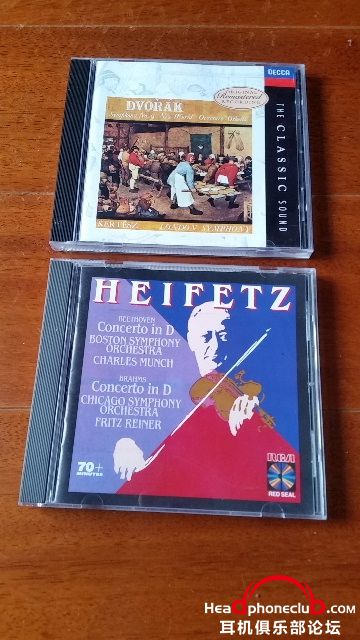 DECCA
ORIGINAL
Remastered
RECORDING
DVOŘÁK
Symphony No. 9 · New World · Overture: Othello
THE CLASSIC SOUND
KERTÉSZ
LONDON SYMPHONY
HEIFETZ
BEETHOVEN
Concerto in D
BOSTON SYMPHONY
ORCHESTRA
CHARLES MUNCH
BRAHMS
Concerto in D
CHICAGO SYMPHONY
ORCHESTRA
FRITZ REINER
70+
MINUTES
RCA
RED SEAL
Headphoneclub.com
耳机俱乐部论坛